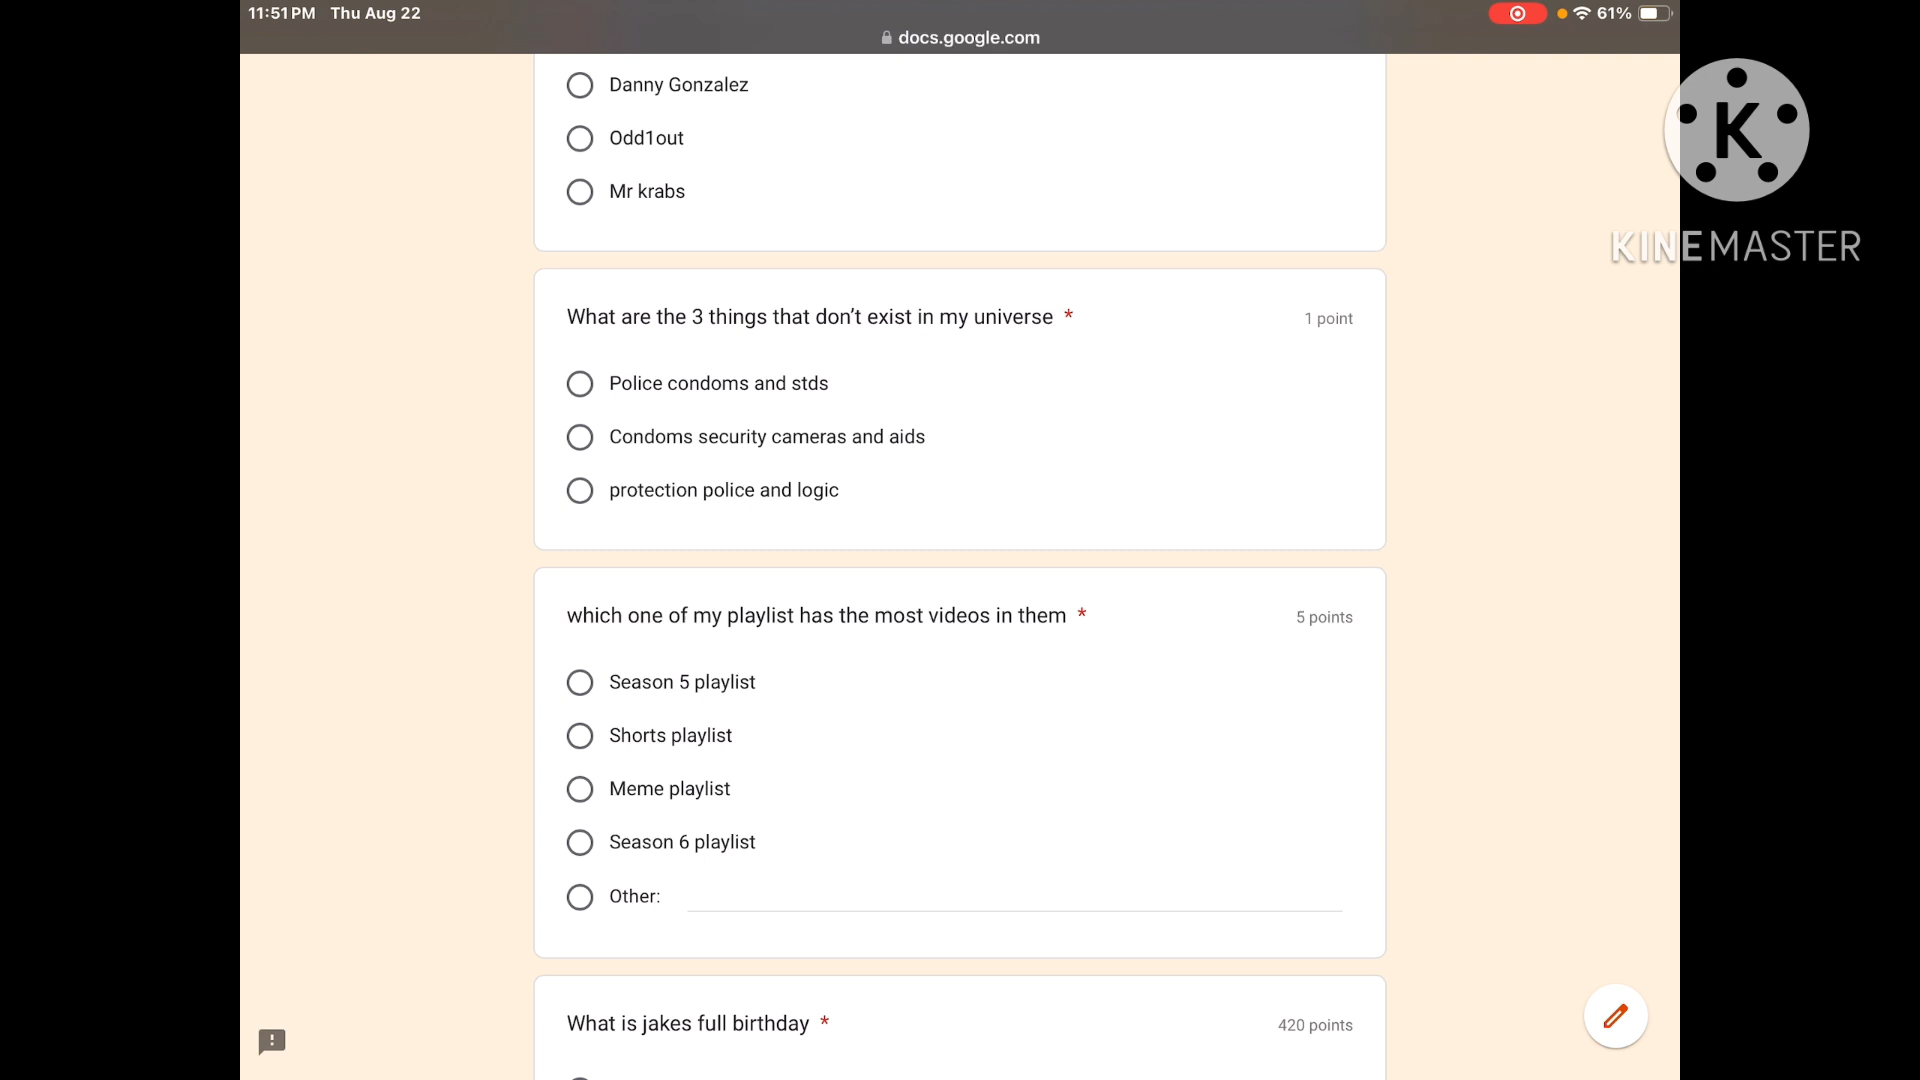 11:51 PM Thu Aug 22
61%
docs.google.com
Danny Gonzalez
Odd1out
Mr krabs
K
KINEMASTER
What are the 3 things that don’t exist in my universe *
1 point
Police condoms and stds
Condoms security cameras and aids
protection police and logic
which one of my playlist has the most videos in them *
5 points
Season 5 playlist
Shorts playlist
Meme playlist
Season 6 playlist
Other:
What is jakes full birthday *
420 points